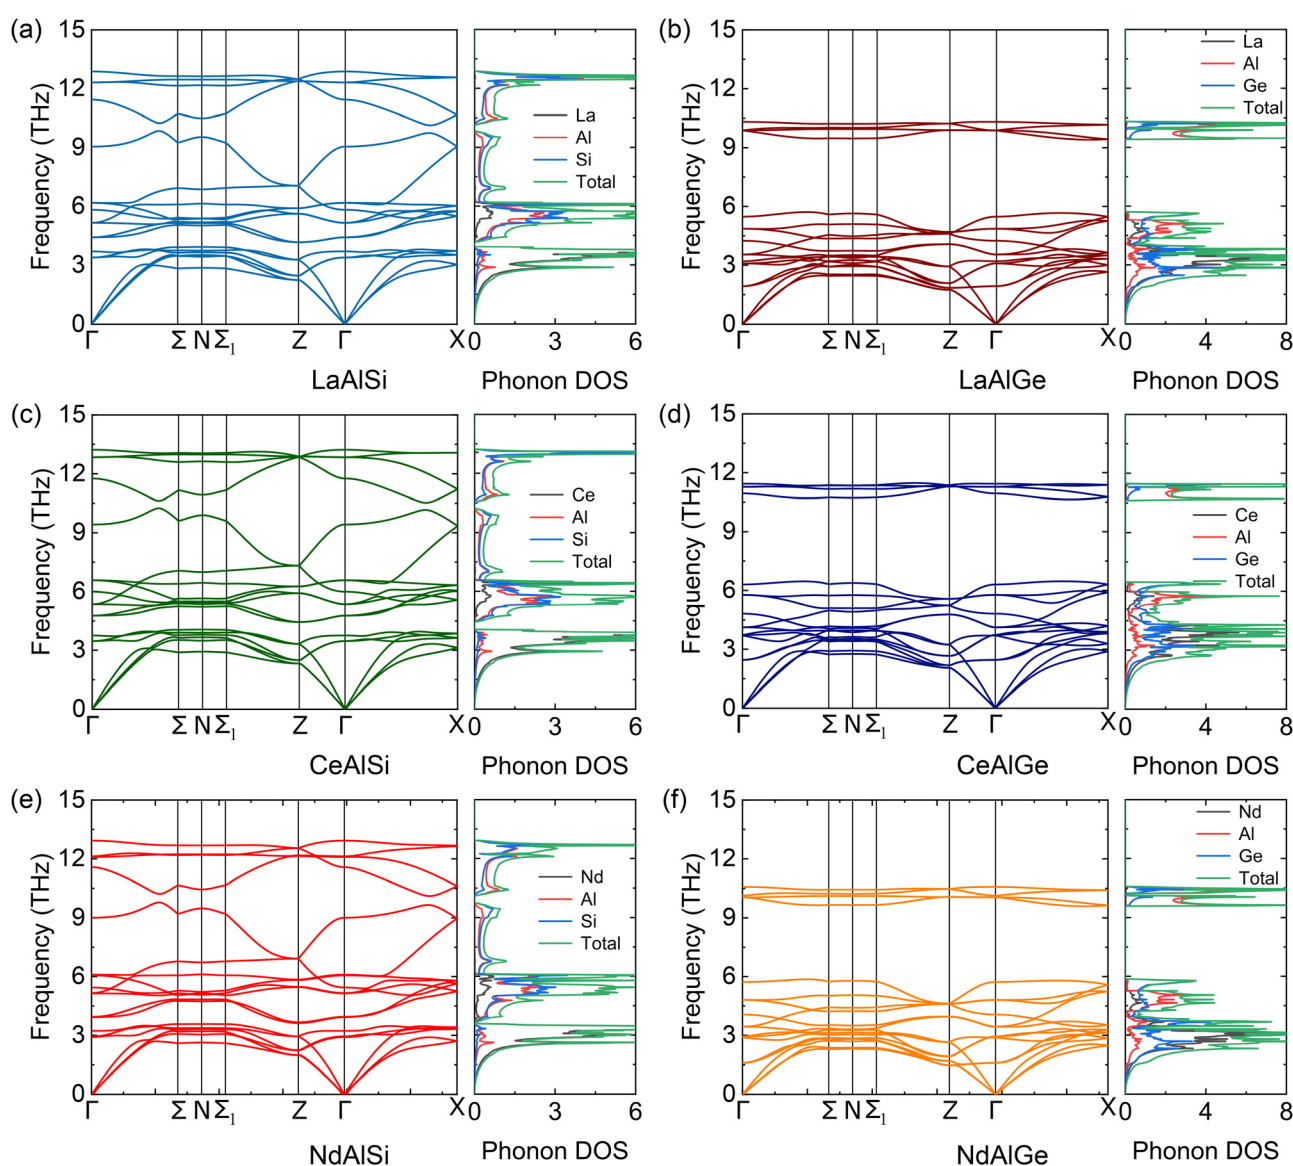 (a)
Frequency (THz)
15
12
9
6
3
0
Γ Σ N Σ₁ Z Γ X
La
Al
Si
Total
0 3 6
LaAlSi
Phonon DOS
(b)
Frequency (THz)
15
12
9
6
3
0
Γ Σ N Σ₁ Z Γ X
La
Al
Ge
Total
0 4 8
LaAlGe
Phonon DOS
(c)
Frequency (THz)
15
12
9
6
3
0
Γ Σ N Σ₁ Z Γ X
Ce
Al
Si
Total
0 3 6
CeAlSi
Phonon DOS
(d)
Frequency (THz)
15
12
9
6
3
0
Γ Σ N Σ₁ Z Γ X
Ce
Al
Ge
Total
0 4 8
CeAlGe
Phonon DOS
(e)
Frequency (THz)
15
12
9
6
3
0
Γ Σ N Σ₁ Z Γ X
Nd
Al
Si
Total
0 3 6
NdAlSi
Phonon DOS
(f)
Frequency (THz)
15
12
9
6
3
0
Γ Σ N Σ₁ Z Γ X
Nd
Al
Ge
Total
0 4 8
NdAlGe
Phonon DOS